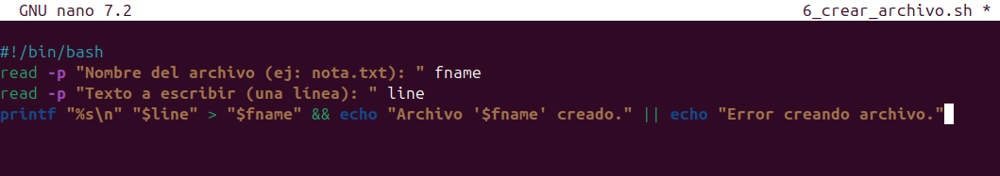 GNU nano 7.2 6_crear_archivo.sh *
#!/bin/bash
read -p "Nombre del archivo (ej: nota.txt): " fname
read -p "Texto a escribir (una línea): " line
printf "%s\n" "$line" > "$fname" && echo "Archivo '$fname' creado." || echo "Error creando archivo."